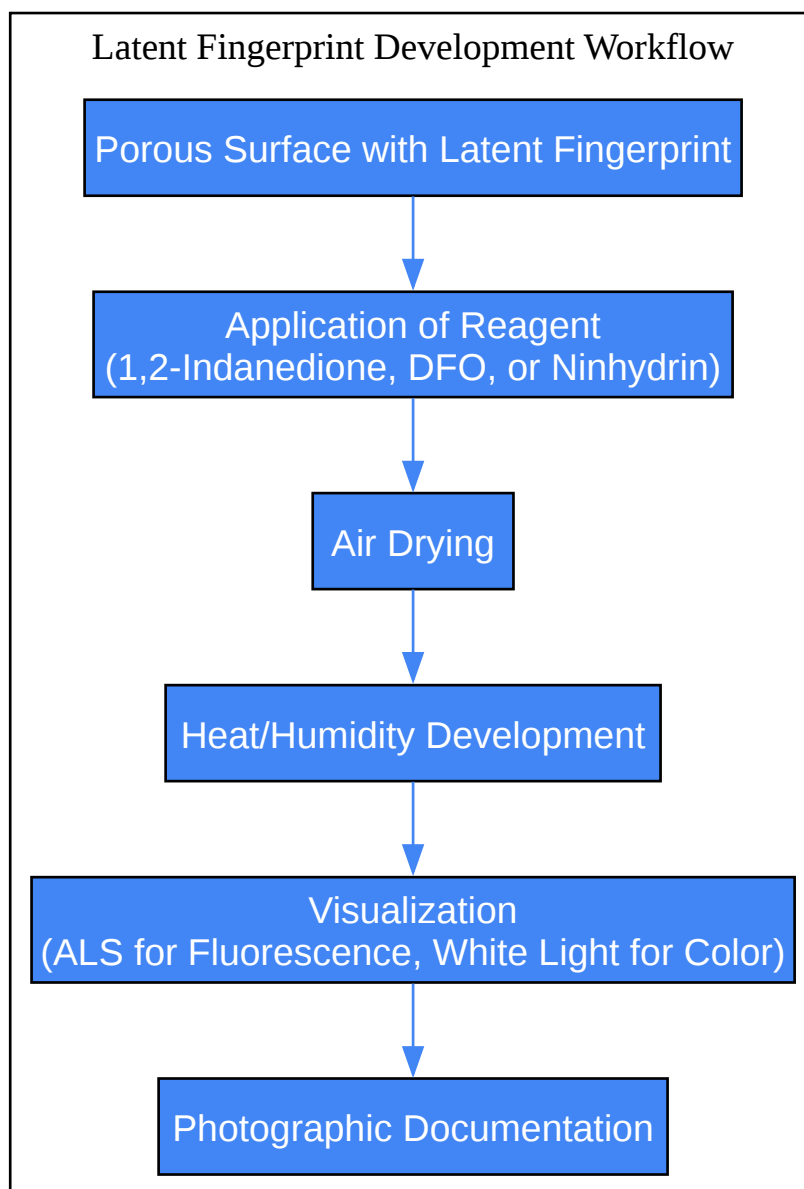 Latent Fingerprint Development Workflow
Porous Surface with Latent Fingerprint
Application of Reagent
(1,2-Indanedione, DFO, or Ninhydrin)
Air Drying
Heat/Humidity Development
Visualization
(ALS for Fluorescence, White Light for Color)
Photographic Documentation